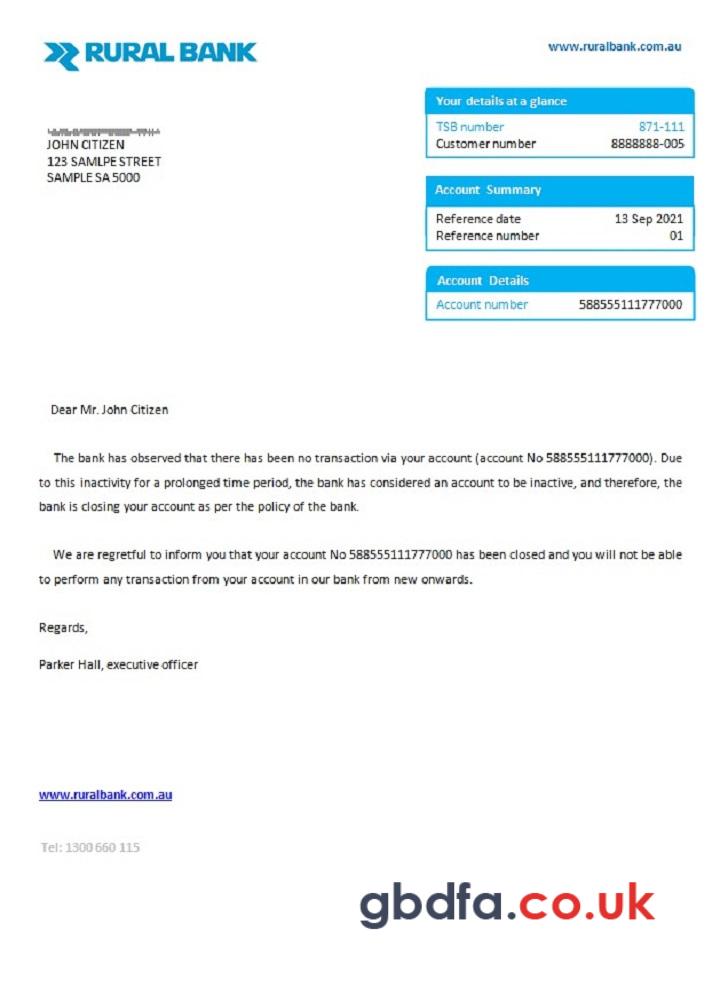 RURAL BANK
www.ruralbank.com.au
Your details at a glance
TSB number 871-111
Customer number 8888888-005
JOHN CITIZEN
123 SAMLPE STREET
SAMPLE SA 5000
Account Summary
Reference date 13 Sep 2021
Reference number 01
Account Details
Account number 588555111777000
Dear Mr. John Citizen
The bank has observed that there has been no transaction via your account (account No 588555111777000). Due
to this inactivity for a prolonged time period, the bank has considered an account to be inactive, and therefore, the
bank is closing your account as per the policy of the bank.
We are regretful to inform you that your account No 588555111777000 has been closed and you will not be able
to perform any transaction from your account in our bank from new onwards.
Regards,
Parker Hall, executive officer
www.ruralbank.com.au
Tel: 1300 660 115
gbdfa.co.uk